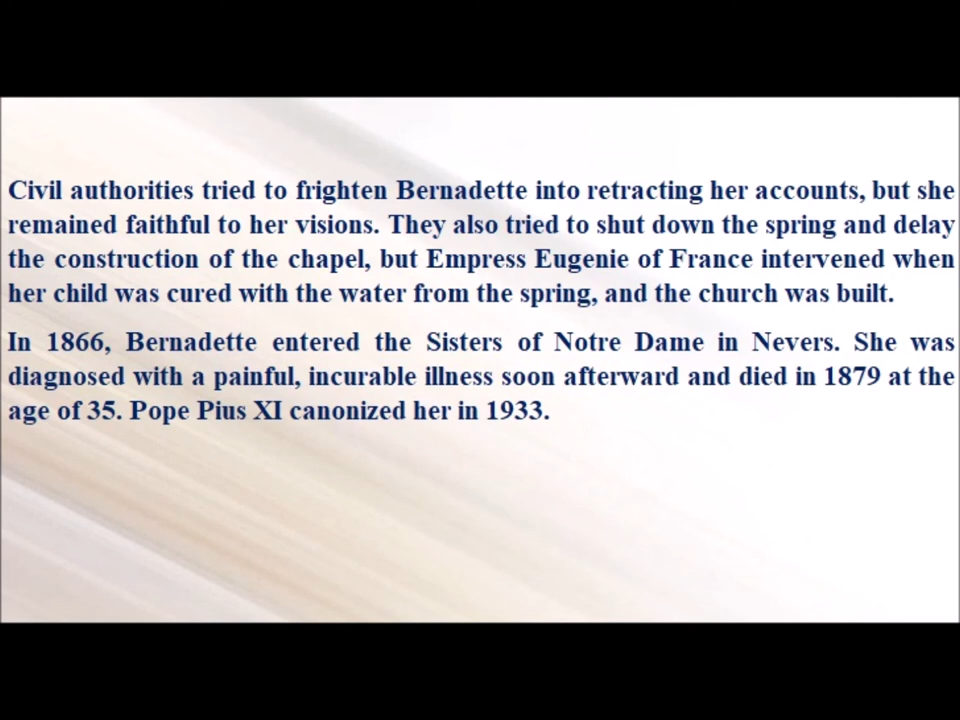 Civil authorities tried to frighten Bernadette into retracting her accounts, but she
remained faithful to her visions. They also tried to shut down the spring and delay
the construction of the chapel, but Empress Eugenie of France intervened when
her child was cured with the water from the spring, and the church was built.
In 1866, Bernadette entered the Sisters of Notre Dame in Nevers. She was
diagnosed with a painful, incurable illness soon afterward and died in 1879 at the
age of 35. Pope Pius XI canonized her in 1933.